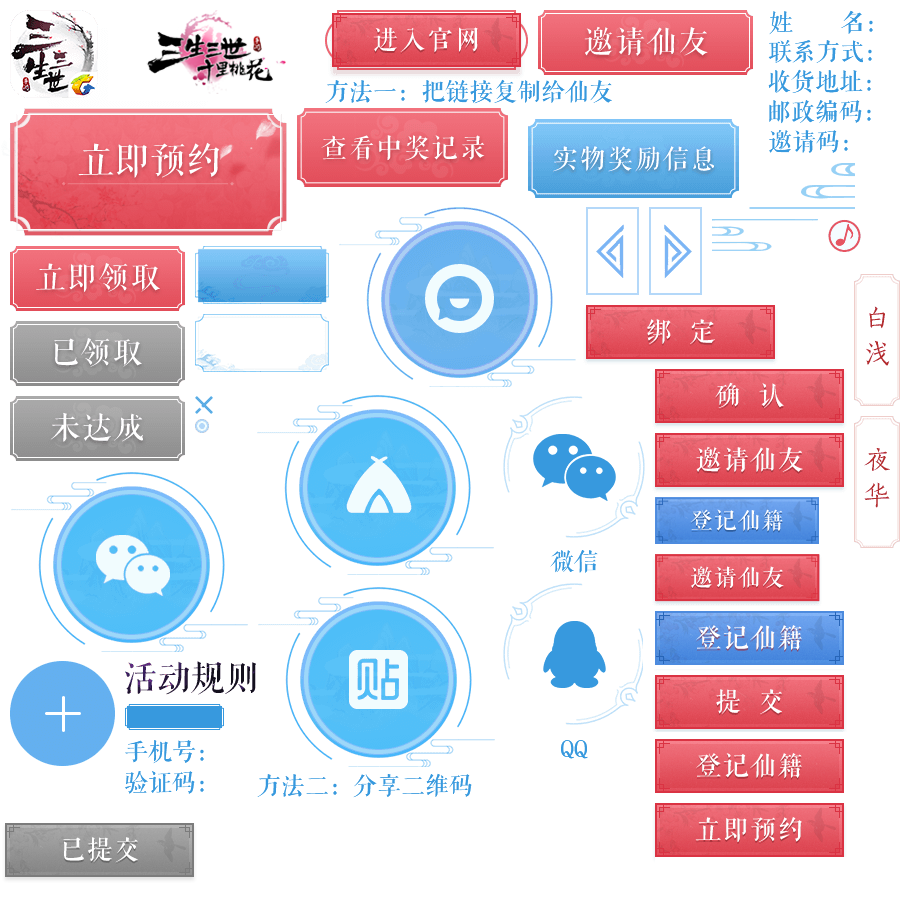 三生三世
三生三世
十里桃花
进入官网
邀请仙友
姓名:
联系方式:
收货地址:
邮政编码:
邀请码:
方法一: 把链接复制给仙友
立即预约
查看中奖记录
实物奖励信息
立即领取
已领取
未达成
绑 定
白浅
确 认
邀请仙友
夜华
登记仙籍
微信
邀请仙友
登记仙籍
贴
活动规则
提 交
手机号:
QQ
登记仙籍
验证码:
方法二: 分享二维码
立即预约
已提交